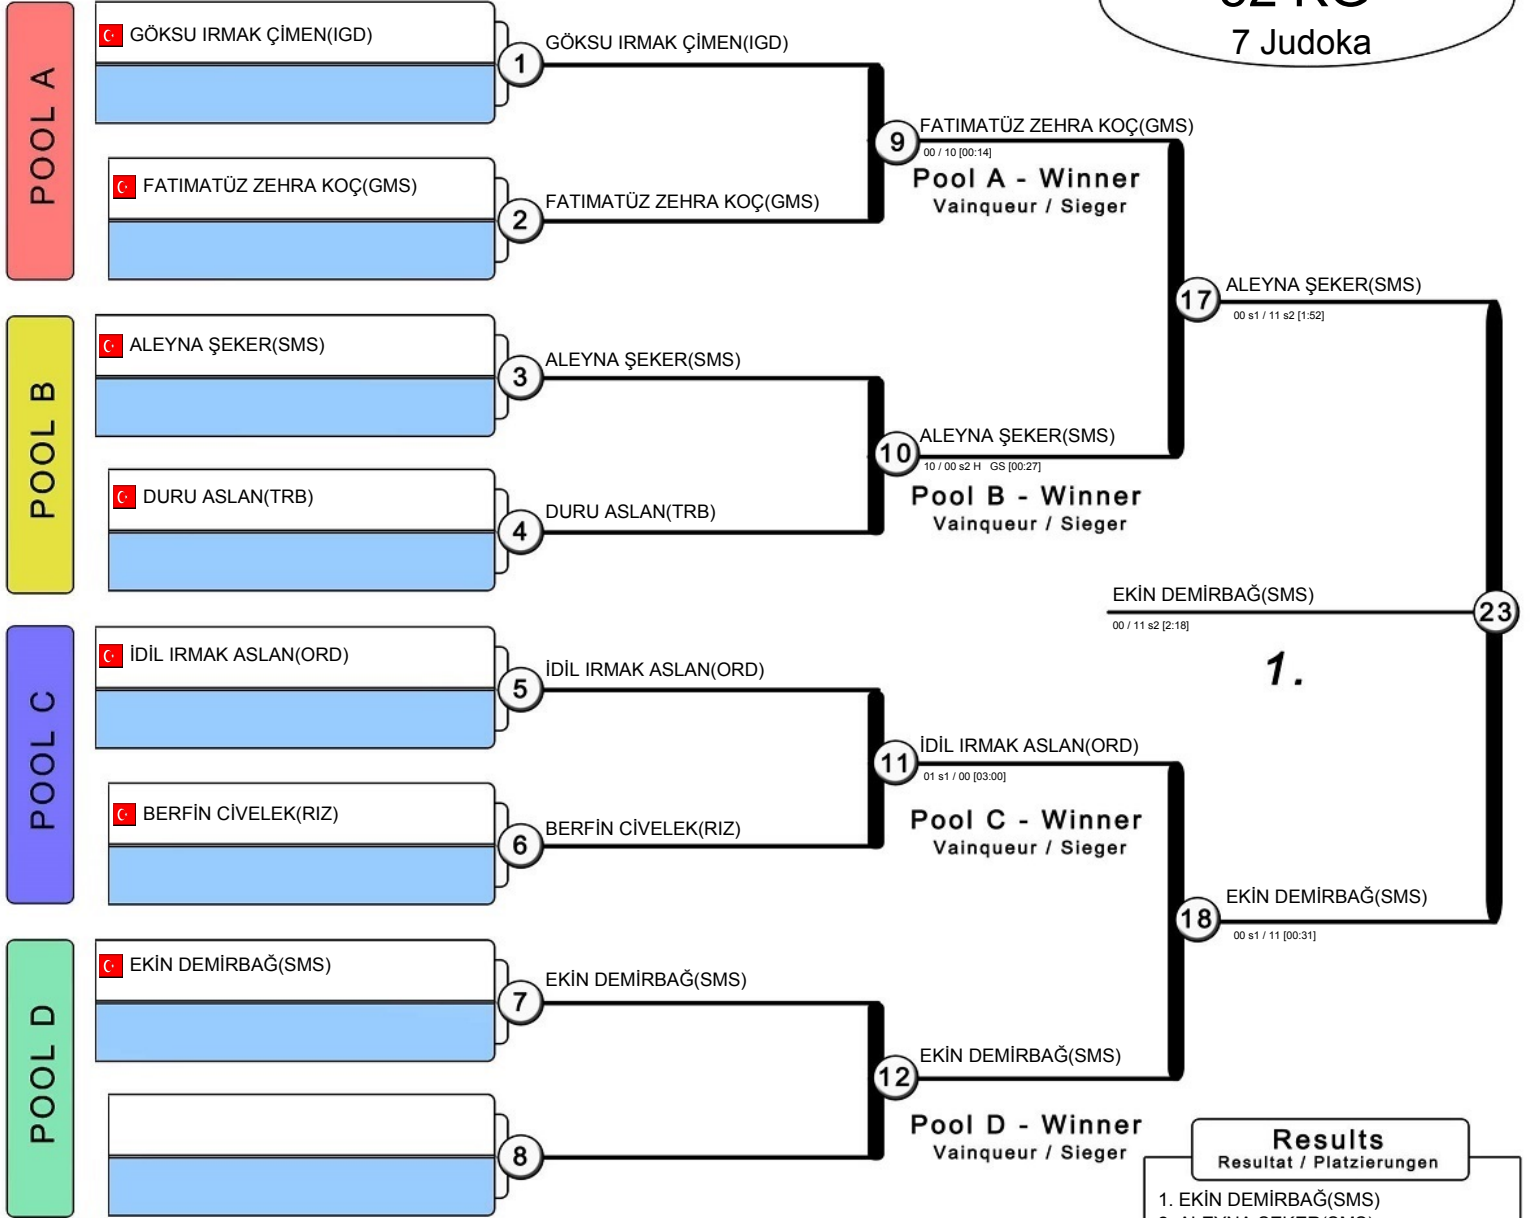 7 Judoka
POOL A
GÖKSU IRMAK ÇİMEN(IGD)
1
GÖKSU IRMAK ÇİMEN(IGD)
FATIMATÜZ ZEHRA KOÇ(GMS)
2
FATIMATÜZ ZEHRA KOÇ(GMS)
9
FATIMATÜZ ZEHRA KOÇ(GMS)
00 / 10 [00:14]
Pool A - Winner
Vainqueur / Sieger
POOL B
ALEYNA ŞEKER(SMS)
3
ALEYNA ŞEKER(SMS)
DURU ASLAN(TRB)
4
DURU ASLAN(TRB)
10
ALEYNA ŞEKER(SMS)
10 / 00 s2 H GS [00:27]
Pool B - Winner
Vainqueur / Sieger
17
ALEYNA ŞEKER(SMS)
00 s1 / 11 s2 [1:52]
EKİN DEMİRBAĞ(SMS)
23
00 / 11 s2 [2:18]
1.
POOL C
İDİL IRMAK ASLAN(ORD)
5
İDİL IRMAK ASLAN(ORD)
BERFİN CİVELEK(RIZ)
6
BERFİN CİVELEK(RIZ)
11
İDİL IRMAK ASLAN(ORD)
01 s1 / 00 [03:00]
Pool C - Winner
Vainqueur / Sieger
18
EKİN DEMİRBAĞ(SMS)
00 s1 / 11 [00:31]
POOL D
EKİN DEMİRBAĞ(SMS)
7
EKİN DEMİRBAĞ(SMS)
8
12
EKİN DEMİRBAĞ(SMS)
Pool D - Winner
Vainqueur / Sieger
Results
Resultat / Platzierungen
1. EKİN DEMİRBAĞ(SMS)